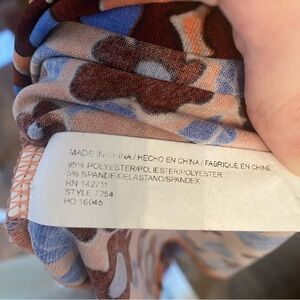 MADE IN CHINA / HECHO EN CHINA / FABRIQUE EN CHINE
95% POLYESTER/POLIESTER/POLYESTER
5% SPANDEX/ELASTANO/SPANDEX
RN 142711
STYLE 7254
PO 16045